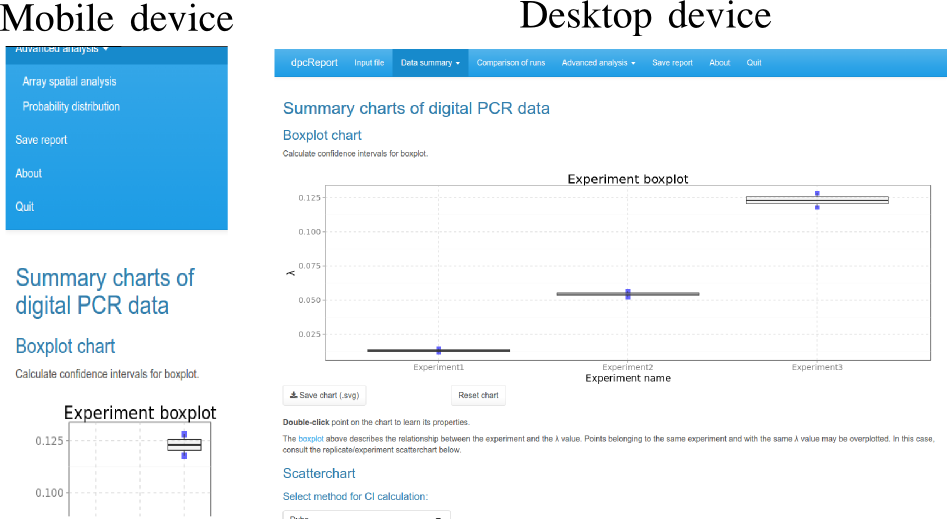 Mobile device
Advanced analysis
Array spatial analysis
Probability distribution
Save report
About
Quit
Summary charts of
digital PCR data
Boxplot chart
Calculate confidence intervals for boxplot.
Experiment boxplot
0.125
0.100
Desktop device
dpcReport Input file Data summary Comparison of runs Advanced analysis Save report About Quit
Summary charts of digital PCR data
Boxplot chart
Calculate confidence intervals for boxplot.
Experiment boxplot
0.125
0.100
0.075
0.050
0.025
λ
Experiment1 Experiment2 Experiment3
Experiment name
Save chart (.svg) Reset chart
Double-click point on the chart to learn its properties.
The boxplot above describes the relationship between the experiment and the λ value. Points belonging to the same experiment and with the same λ value may be overplotted. In this case,
consult the replicate/experiment scatterchart below.
Scatterchart
Select method for CI calculation: